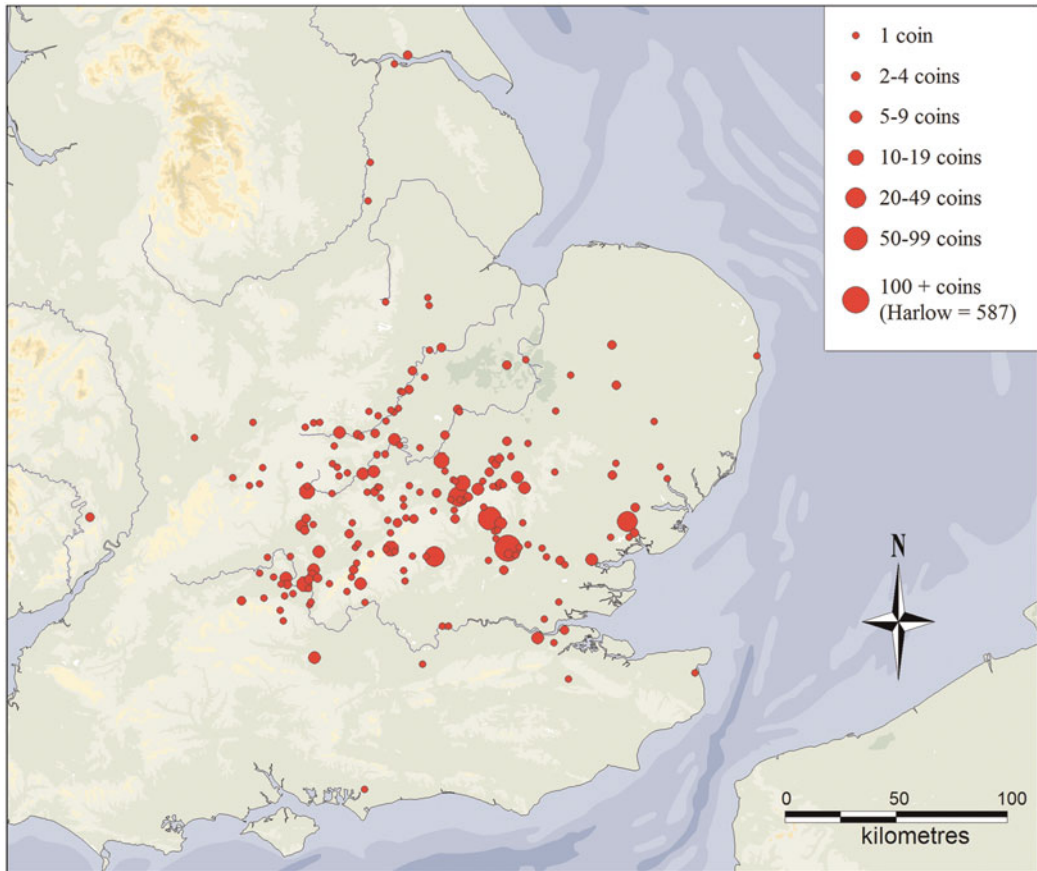 1 coin
2-4 coins
5-9 coins
10-19 coins
20-49 coins
50-99 coins
100 + coins
(Harlow = 587)
N
0 50 100
kilometres